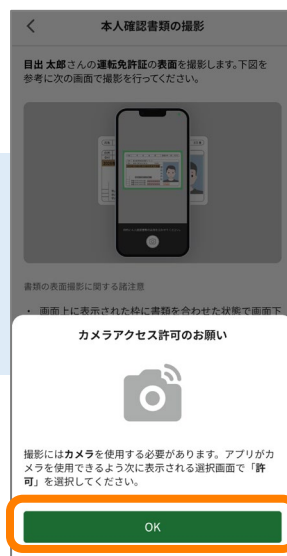 本人確認書類の撮影
目出 太郎さんの運転免許証の表面を撮影します。下図を
参考に次の画面で撮影を行ってください。
書類の表面撮影に関する諸注意
・ 画面上に表示された枠に書類を合わせた状態で画面下
カメラアクセス許可のお願い
撮影にはカメラを使用する必要があります。アプリがカ
メラを使用できるよう次に表示される選択画面で「許
可」を選択してください。
OK